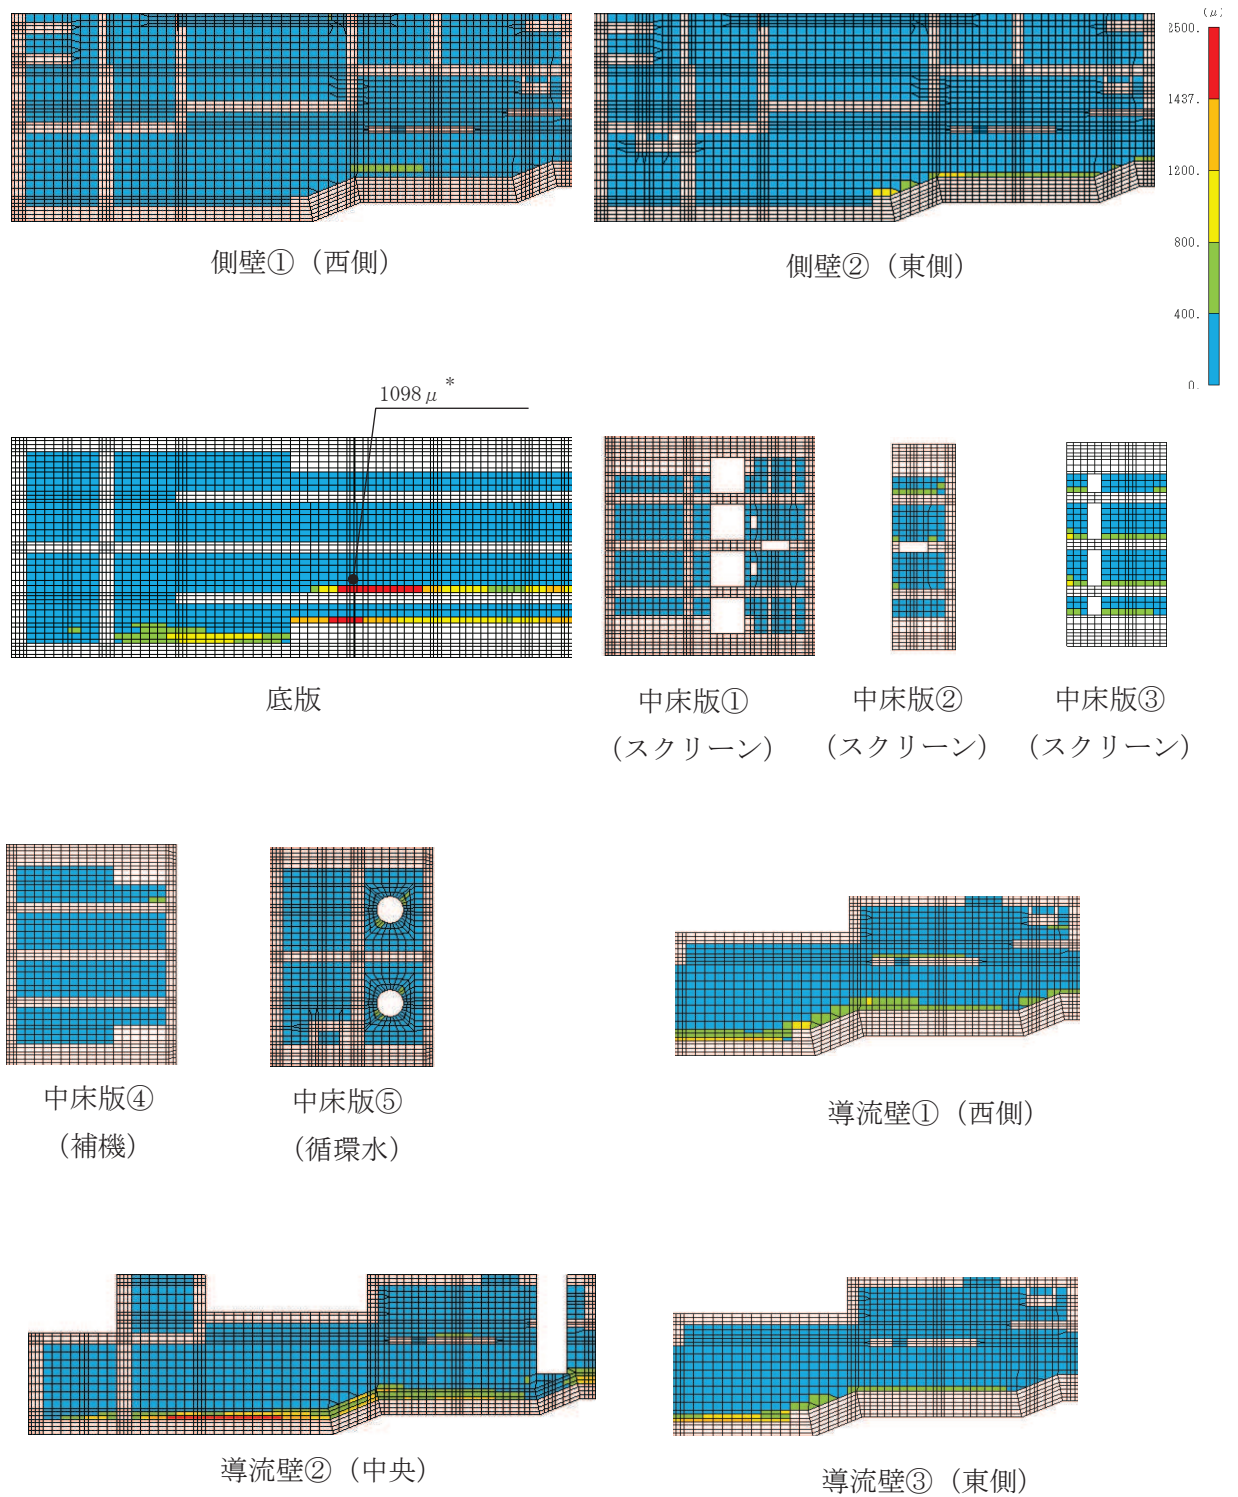 (μ)
2500.
1437.
1200.
800.
400.
0.
側壁①（西側）
側壁②（東側）
1098μ*
底版
中床版①
（スクリーン）
中床版②
（スクリーン）
中床版③
（スクリーン）
中床版④
（補機）
中床版⑤
（循環水）
導流壁①（西側）
導流壁②（中央）
導流壁③（東側）